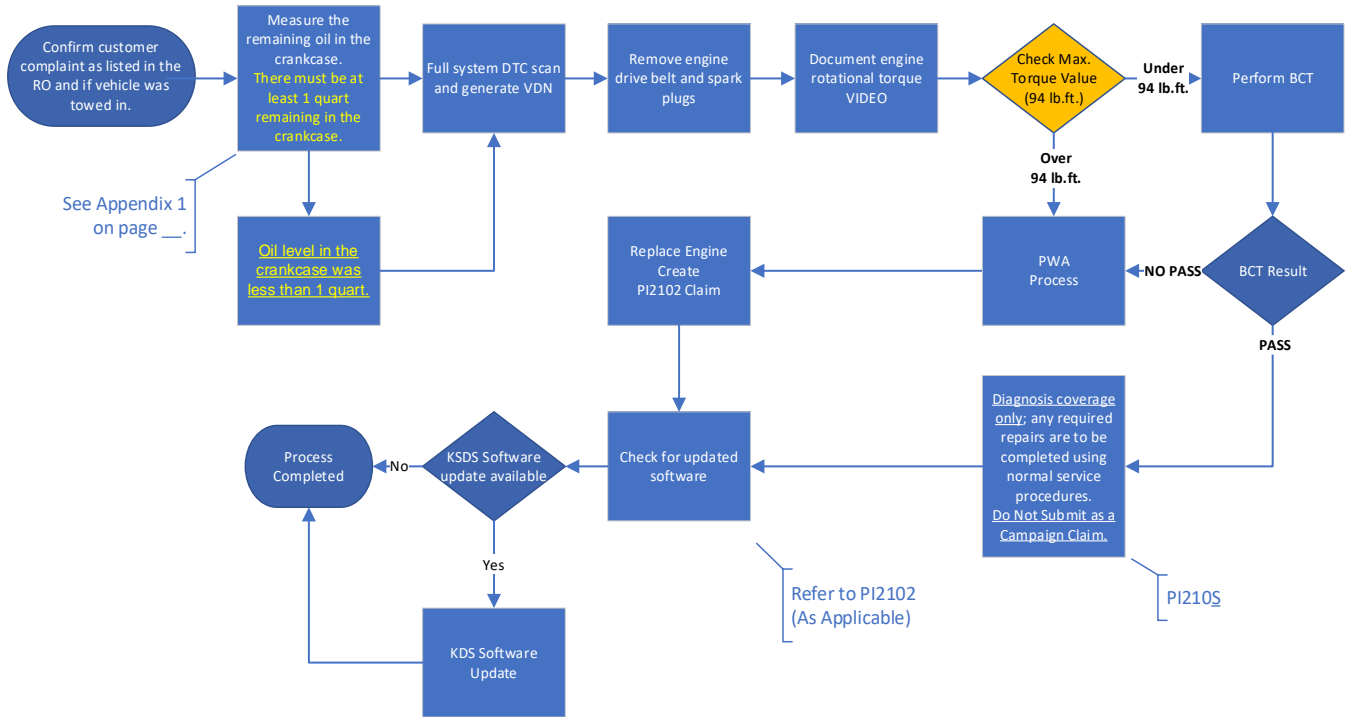 Confirm customer
complaint as listed in the
RO and if vehicle was
towed in.
Measure the
remaining oil in the
crankcase.
There must be at
least 1 quart
remaining in the
crankcase.
Full system DTC scan
and generate VDN
Remove engine
drive belt and spark
plugs
Document engine
rotational torque
VIDEO
Check Max.
Torque Value
(94 lb.ft.)
Under
94 lb.ft.
Perform BCT
Over
94 lb.ft.
See Appendix 1
on page __.
Oil level in the
crankcase was
less than 1 quart.
Replace Engine
Create
PI2102 Claim
PWA
Process
NO PASS
BCT Result
PASS
Diagnosis coverage
only; any required
repairs are to be
completed using
normal service
procedures.
Do Not Submit as a
Campaign Claim.
Process
Completed
No
KSDS Software
update available
Check for updated
software
Yes
Refer to PI2102
(As Applicable)
PI210S
KDS Software
Update